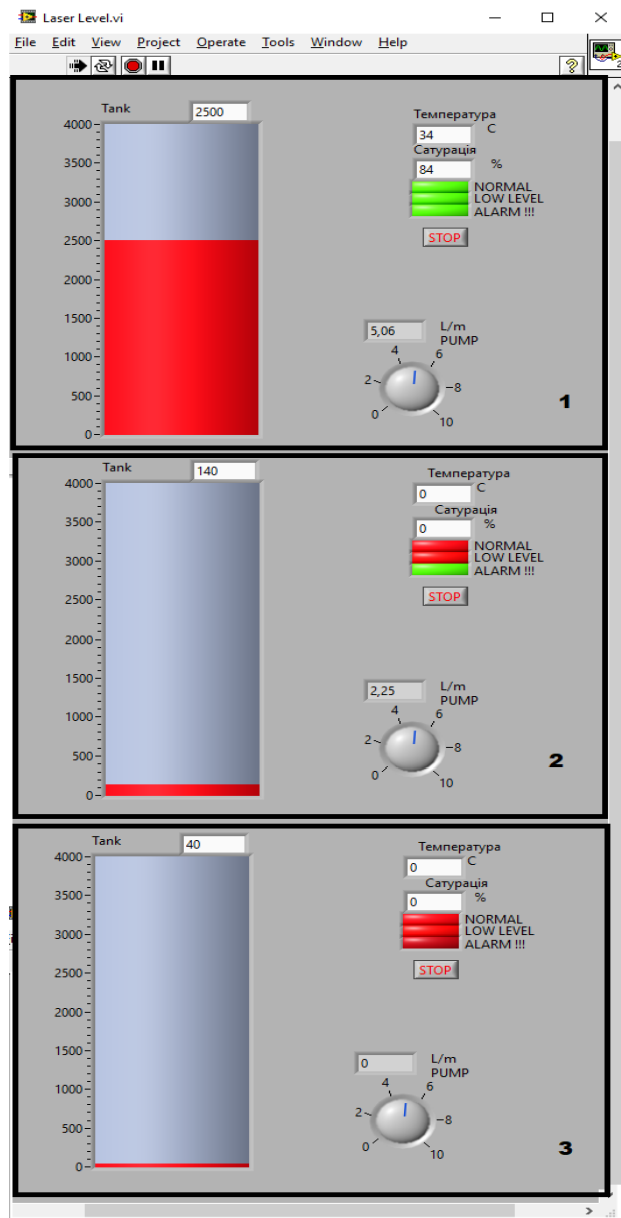 Laser Level.vi
File Edit View Project Operate Tools Window Help
2
Tank 2500
4000
3500
3000
2500
2000
1500
1000
500
0
Температура
34 C
Сатурація
84 %
NORMAL
LOW LEVEL
ALARM !!!
STOP
5,06 L/m
PUMP
4 6
2 8
0 10
1
Tank 140
4000
3500
3000
2500
2000
1500
1000
500
0
Температура
0 C
Сатурація
0 %
NORMAL
LOW LEVEL
ALARM !!!
STOP
2,25 L/m
PUMP
4 6
2 8
0 10
2
Tank 40
4000
3500
3000
2500
2000
1500
1000
500
0
Температура
0 C
Сатурація
0 %
NORMAL
LOW LEVEL
ALARM !!!
STOP
0 L/m
PUMP
4 6
2 8
0 10
3